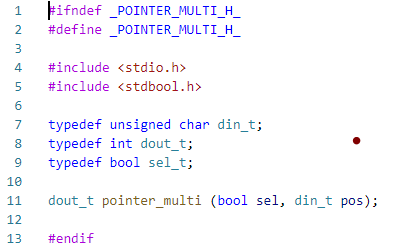 1 #ifndef _POINTER_MULTI_H_
2 #define _POINTER_MULTI_H_
3
4 #include <stdio.h>
5 #include <stdbool.h>
6
7 typedef unsigned char din_t;
8 typedef int dout_t;
9 typedef bool sel_t;
10
11 dout_t pointer_multi (bool sel, din_t pos);
12
13 #endif